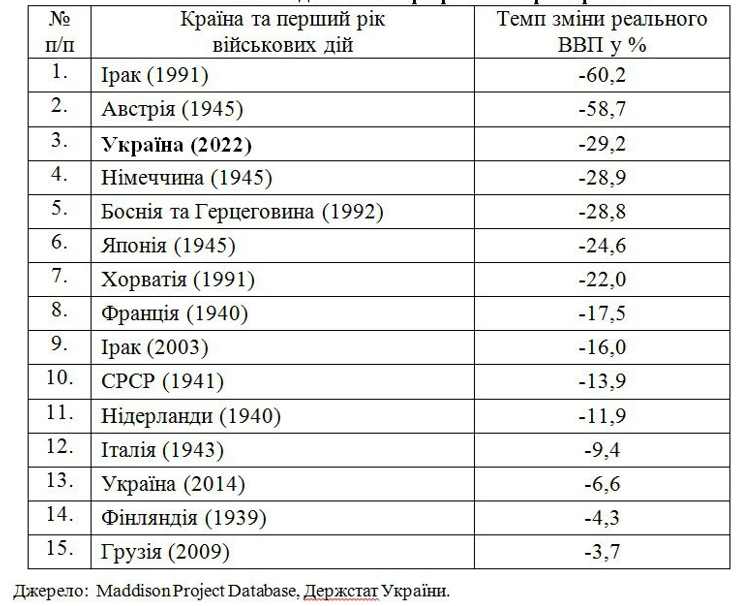 № Країна та перший рік Темп зміни реального
п/п військових дій ВВП у %
1. Ірак (1991) -60,2
2. Австрія (1945) -58,7
3. Україна (2022) -29,2
4. Німеччина (1945) -28,9
5. Боснія та Герцеговина (1992) -28,8
6. Японія (1945) -24,6
7. Хорватія (1991) -22,0
8. Франція (1940) -17,5
9. Ірак (2003) -16,0
10. СРСР (1941) -13,9
11. Нідерланди (1940) -11,9
12. Італія (1943) -9,4
13. Україна (2014) -6,6
14. Фінляндія (1939) -4,3
15. Грузія (2009) -3,7
Джерело: Maddison Project Database, Держстат України.